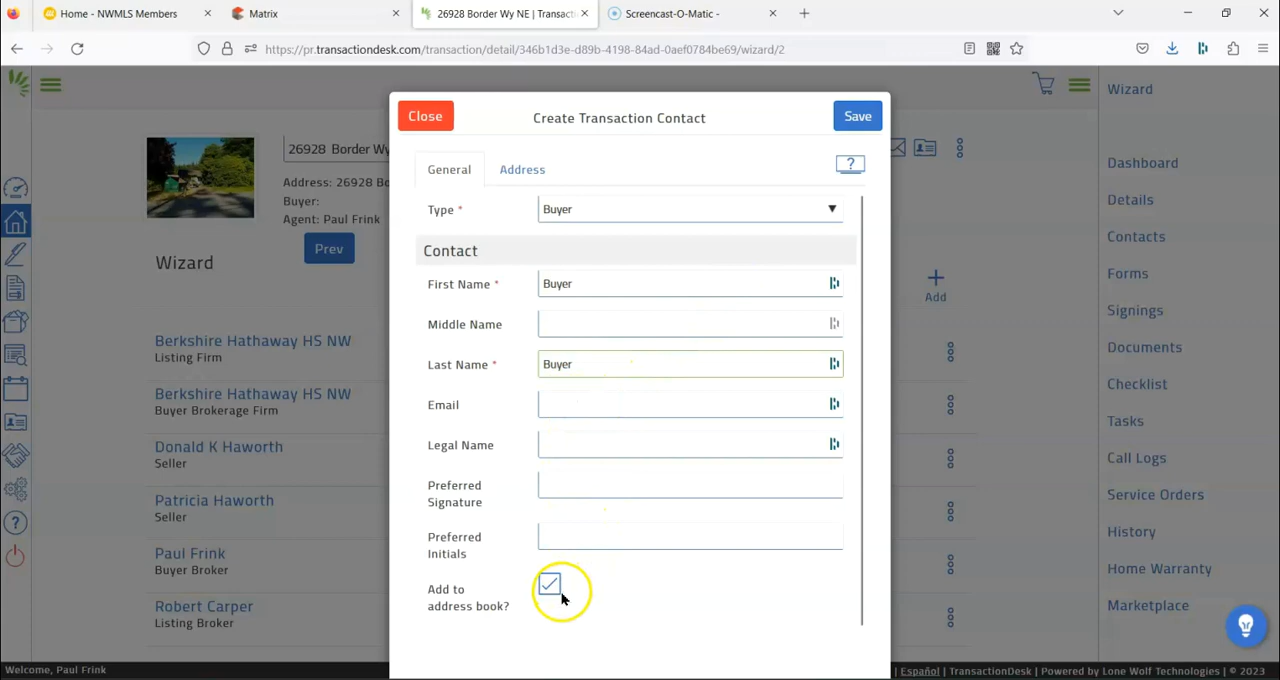 Home - NWMLS Members
Matrix
26928 Border Wy NE | Transacti
Screencast-O-Matic -
https://pr.transactiondesk.com/transaction/detail/346b1d3e-d89b-4198-84ad-0aef0784be69/wizard/2
Close
Create Transaction Contact
Save
General
Address
?
Type *
Buyer
Contact
First Name *
Buyer
Middle Name
Last Name *
Buyer
Email
Legal Name
Preferred
Signature
Preferred
Initials
Add to
address book?
26928 Border Wy
Address: 26928 Bo
Buyer:
Agent: Paul Frink
Wizard
Prev
Add
Berkshire Hathaway HS NW
Listing Firm
Berkshire Hathaway HS NW
Buyer Brokerage Firm
Donald K Haworth
Seller
Patricia Haworth
Seller
Paul Frink
Buyer Broker
Robert Carper
Listing Broker
Wizard
Dashboard
Details
Contacts
Forms
Signings
Documents
Checklist
Tasks
Call Logs
Service Orders
History
Home Warranty
Marketplace
Welcome, Paul Frink
| Español | TransactionDesk | Powered by Lone Wolf Technologies | © 2023